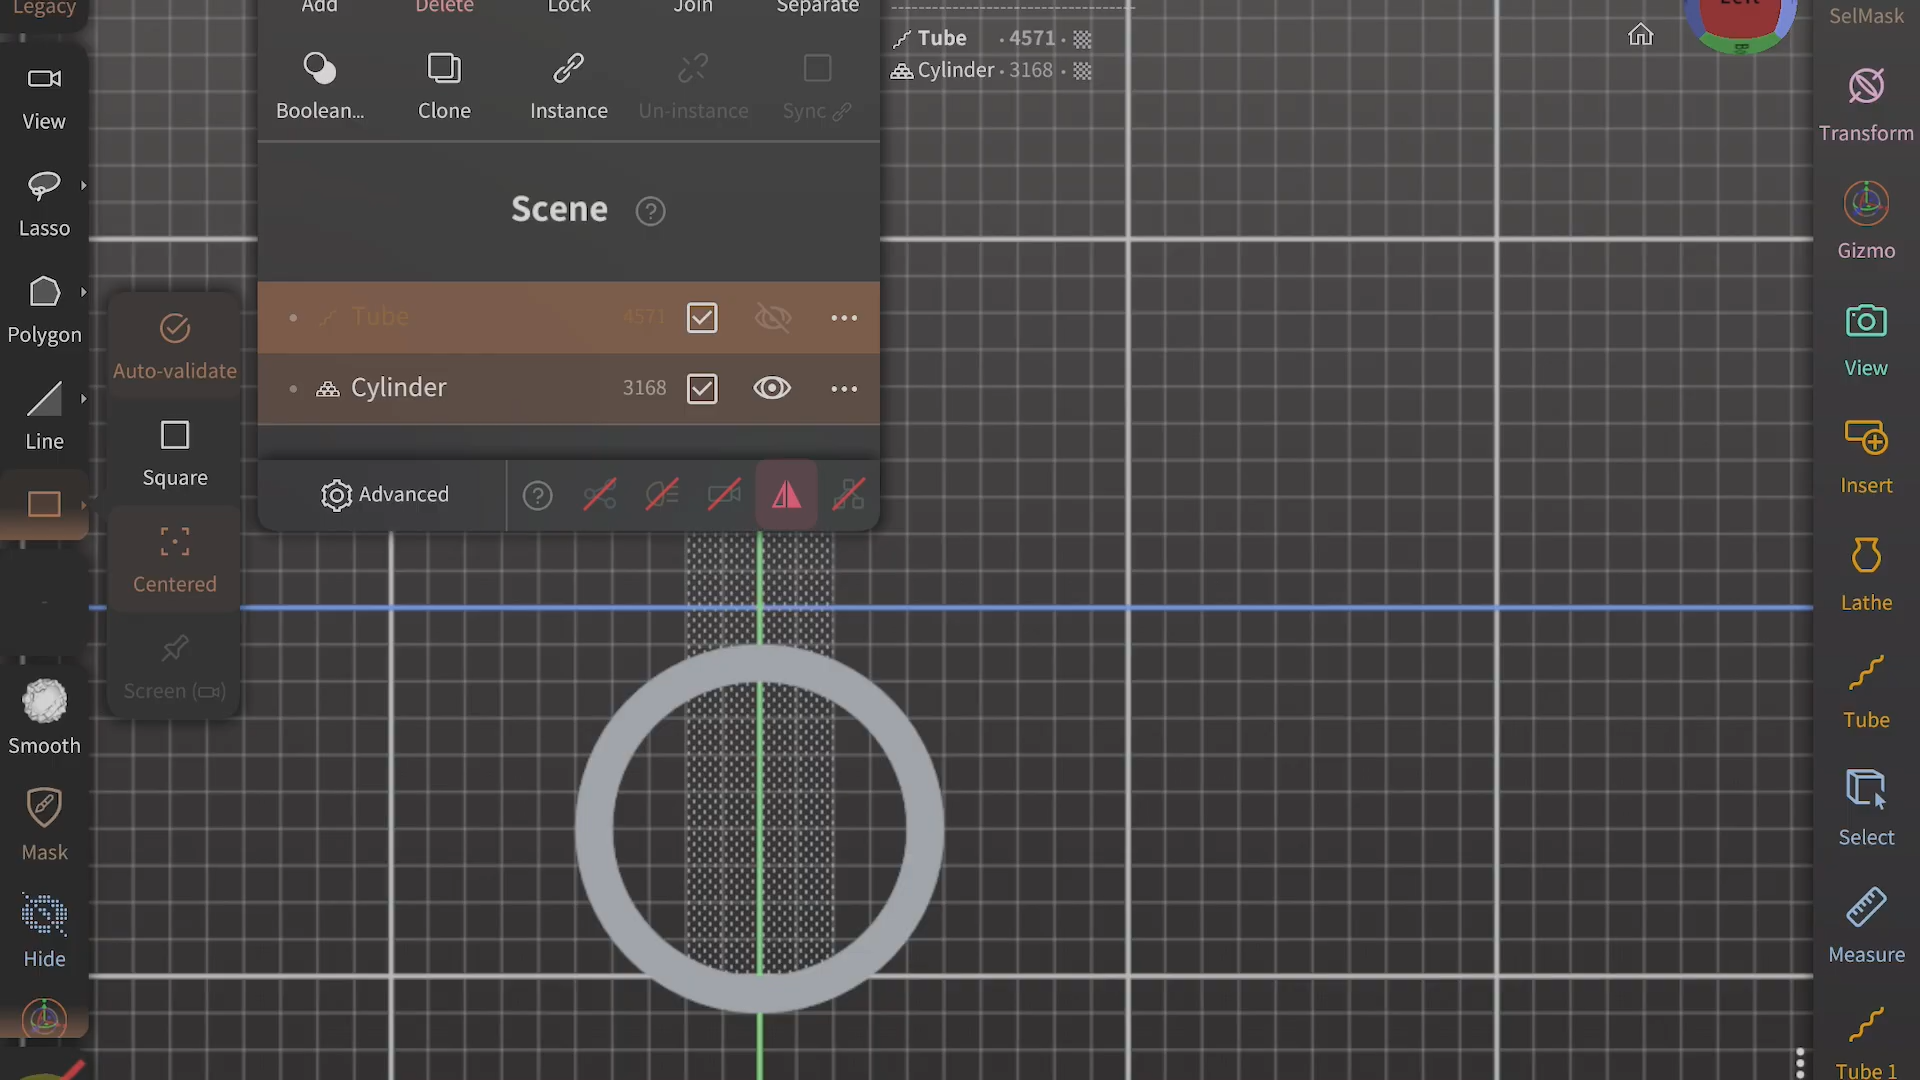 Legacy
View
Lasso
Polygon
Line
Smooth
Mask
Hide
Auto-validate
Square
Centered
Screen
Add
Delete
Lock
Join
Separate
Boolean...
Clone
Instance
Un-instance
Sync
Scene
Tube 4571
Cylinder 3168
Advanced
Tube · 4571 ·
Cylinder · 3168 ·
SelMask
Transform
Gizmo
View
Insert
Lathe
Tube
Select
Measure
Tube 1